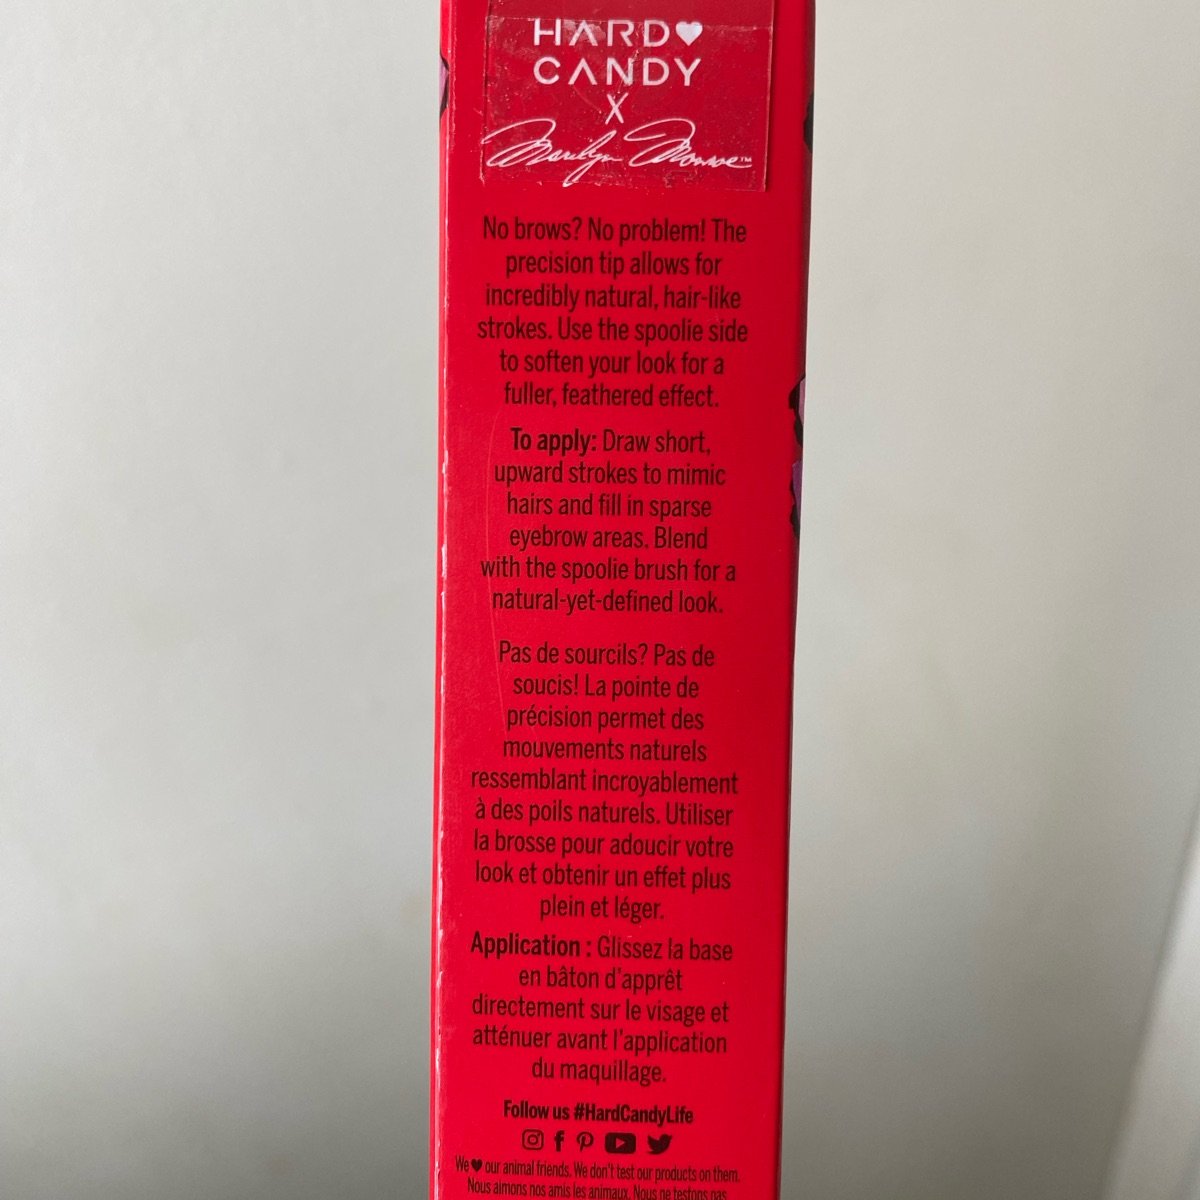 HARD♥
CANDY
X
Marilyn Monroe™
No brows? No problem! The
precision tip allows for
incredibly natural, hair-like
strokes. Use the spoolie side
to soften your look for a
fuller, feathered effect.
To apply: Draw short,
upward strokes to mimic
hairs and fill in sparse
eyebrow areas. Blend
with the spoolie brush for a
natural-yet-defined look.
Pas de sourcils? Pas de
soucis! La pointe de
précision permet des
mouvements naturels
ressemblant incroyablement
à des poils naturels. Utiliser
la brosse pour adoucir votre
look et obtenir un effet plus
plein et léger.
Application : Glissez la base
en bâton d'apprêt
directement sur le visage et
atténuer avant l'application
du maquillage.
Follow us #HardCandyLife
We ♥ our animal friends. We don't test our products on them.
Nous aimons nos amis les animaux. Nous ne testons pas